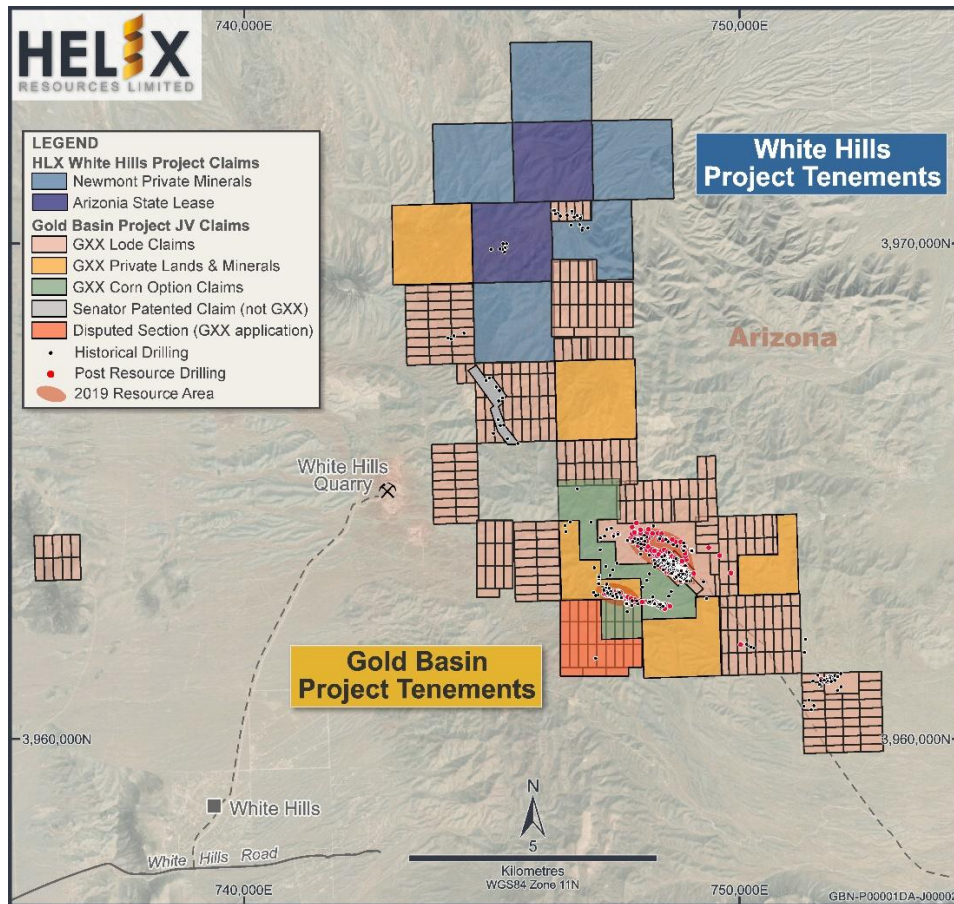 740,000E
750,000E
HELIX
RESOURCES LIMITED
LEGEND
HLX White Hills Project Claims
Newmont Private Minerals
Arizonia State Lease
Gold Basin Project JV Claims
GXX Lode Claims
GXX Private Lands & Minerals
GXX Corn Option Claims
Senator Patented Claim (not GXX)
Disputed Section (GXX application)
Historical Drilling
Post Resource Drilling
2019 Resource Area
White Hills
Project Tenements
3,970,000N
Arizona
White Hills
Quarry
Gold Basin
Project Tenements
3,960,000N
White Hills
White Hills Road
N
5
Kilometres
WGS84 Zone 11N
740,000E
750,000E
GBN-P00001DA-J00002